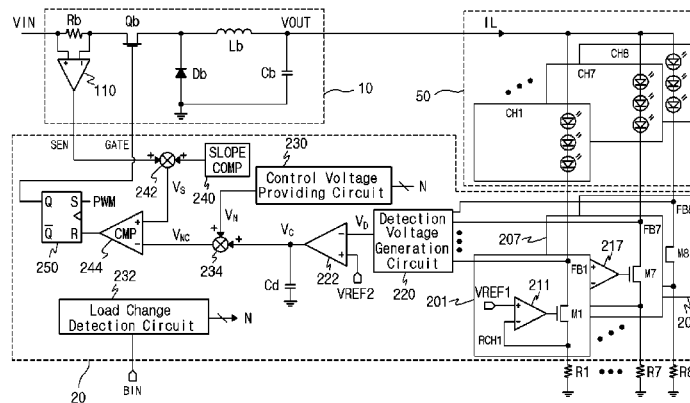 VIN
Rb
Qb
VOUT
IL
Lb
Db
Cb
110
10
50
CH8
CH7
CH1
SEN
GATE
242
SLOPE
COMP
240
230
Control Voltage
Providing Circuit
N
VS
VN
Q
S
PWM
Q
R
250
CMP
244
VNC
234
VC
222
VD
VREF2
Cd
Detection
Voltage
Generation
Circuit
220
207
217
FB8
FB7
M8
M7
201
VREF1
211
FB1
M1
RCH1
20
232
Load Change
Detection Circuit
N
20
BIN
R1
R7
R8